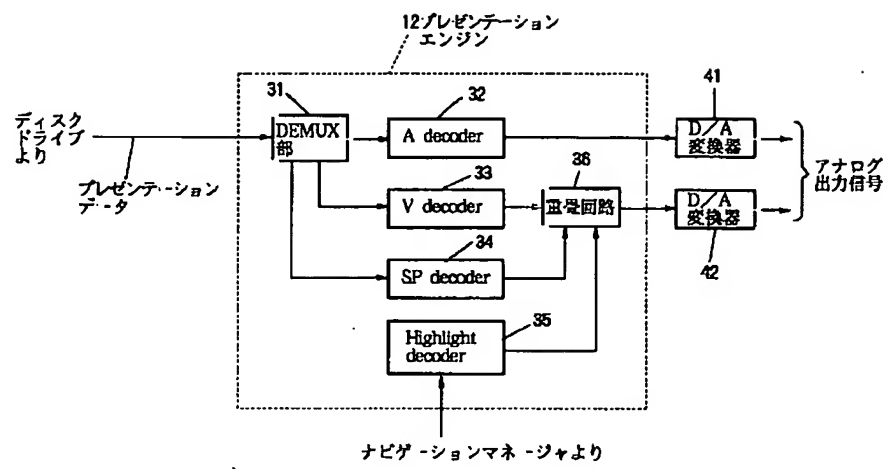 12プレゼンテーション
エンジン
31
32
41
ディスク
ドライブ
より
DEMUX
部
A decoder
D/A
変換器
プレゼンテーション
データ
33
36
アナログ
出力信号
V decoder
重畳回路
D/A
変換器
34
42
SP decoder
35
Highlight
decoder
ナビゲーションマネージャより